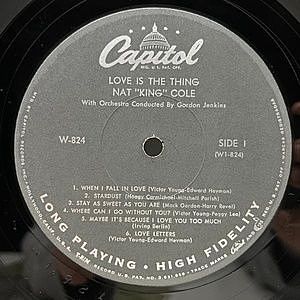 Capitol
REG. U.S. PAT. OFF.
LOVE IS THE THING
NAT "KING" COLE
With Orchestra Conducted By Gordon Jenkins
W-824
SIDE 1
(W1-824)
1. WHEN I FALL IN LOVE (Victor Young-Edward Heyman)
2. STARDUST (Hoagy Carmichael-Mitchell Parish)
3. STAY AS SWEET AS YOU ARE (Mack Gordon-Harry Revel)
4. WHERE CAN I GO WITHOUT YOU? (Victor Young-Peggy Lee)
5. MAYBE IT'S BECAUSE I LOVE YOU TOO MUCH
(Irving Berlin)
6. LOVE LETTERS
(Victor Young-Edward Heyman)
LONG PLAYING • HIGH FIDELITY